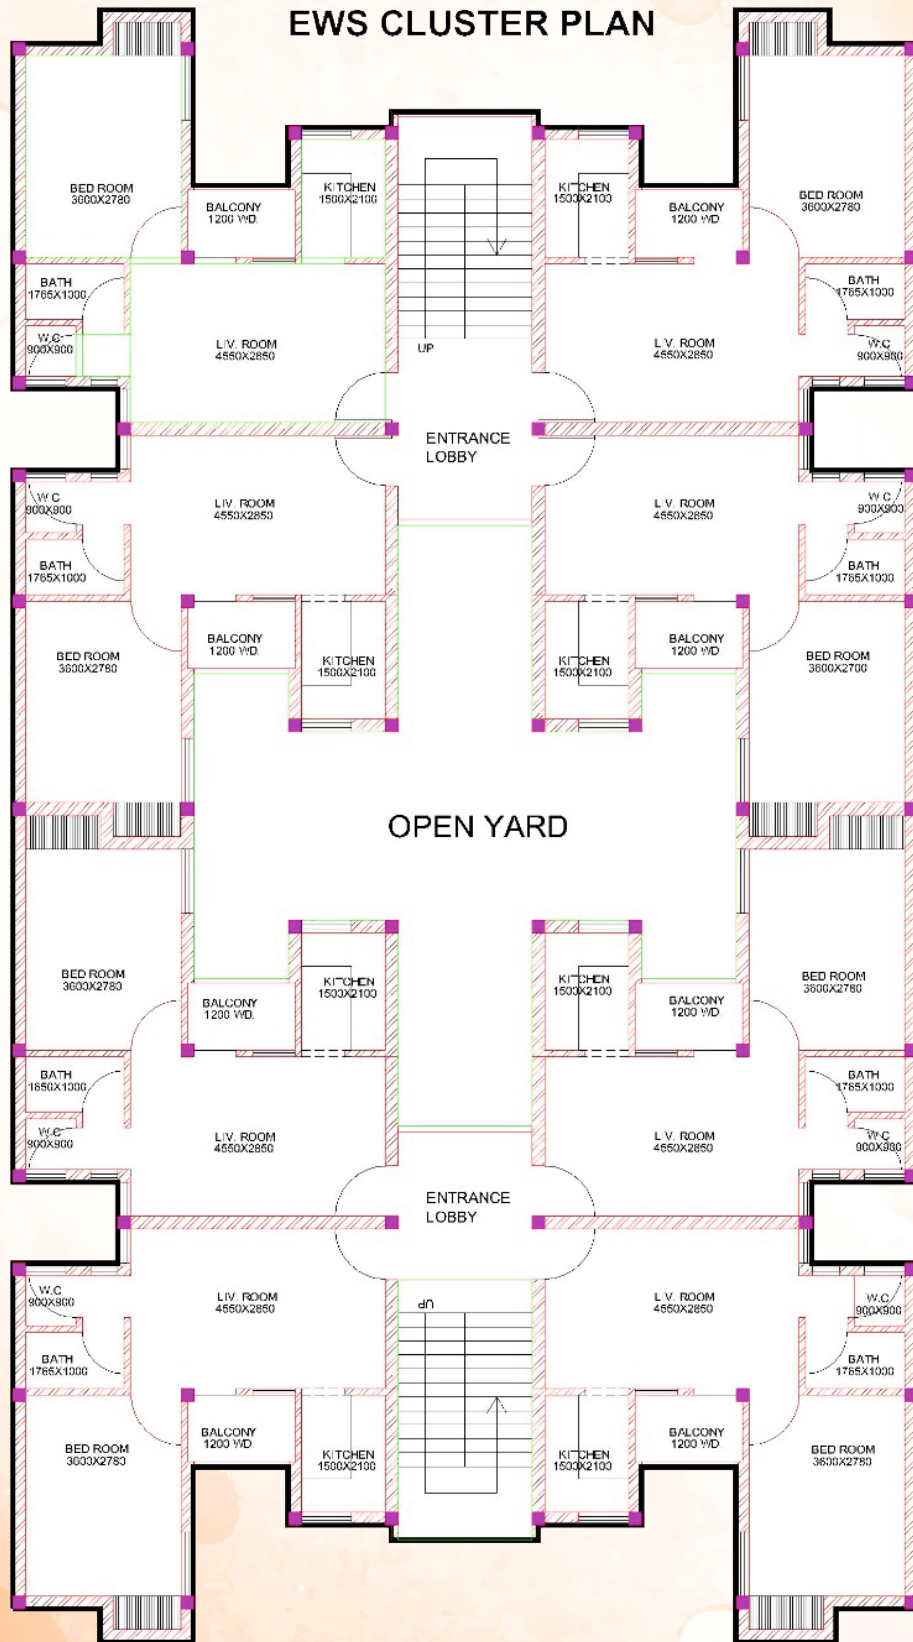 EWS CLUSTER PLAN
BED ROOM
3600X2780
BALCONY
1200 WD.
KITCHEN
1500X2100
KITCHEN
1500X2100
BALCONY
1200 WD
BED ROOM
3600X2780
BATH
1765X1000
W.C
900X900
LIV. ROOM
4550X2850
UP
LIV. ROOM
4550X2850
BATH
1765X1000
W.C
900X900
ENTRANCE
LOBBY
W.C
900X900
BATH
1765X1000
LIV. ROOM
4550X2850
LIV. ROOM
4550X2850
W.C
900X900
BATH
1765X1000
BED ROOM
3600X2780
BALCONY
1200 WD
KITCHEN
1500X2100
KITCHEN
1500X2100
BALCONY
1200 WD
BED ROOM
3600X2780
OPEN YARD
BED ROOM
3600X2780
BALCONY
1200 WD.
KITCHEN
1500X2100
KITCHEN
1500X2100
BALCONY
1200 WD
BED ROOM
3600X2780
BATH
1850X1000
W.C
900X900
LIV. ROOM
4550X2850
LIV. ROOM
4550X2850
BATH
1765X1000
W.C
900X900
ENTRANCE
LOBBY
W.C
900X900
BATH
1765X1000
LIV. ROOM
4550X2850
UP
LIV. ROOM
4550X2850
W.C
900X900
BATH
1765X1000
BED ROOM
3600X2780
BALCONY
1200 WD.
KITCHEN
1500X2100
KITCHEN
1500X2100
BALCONY
1200 WD
BED ROOM
3600X2780